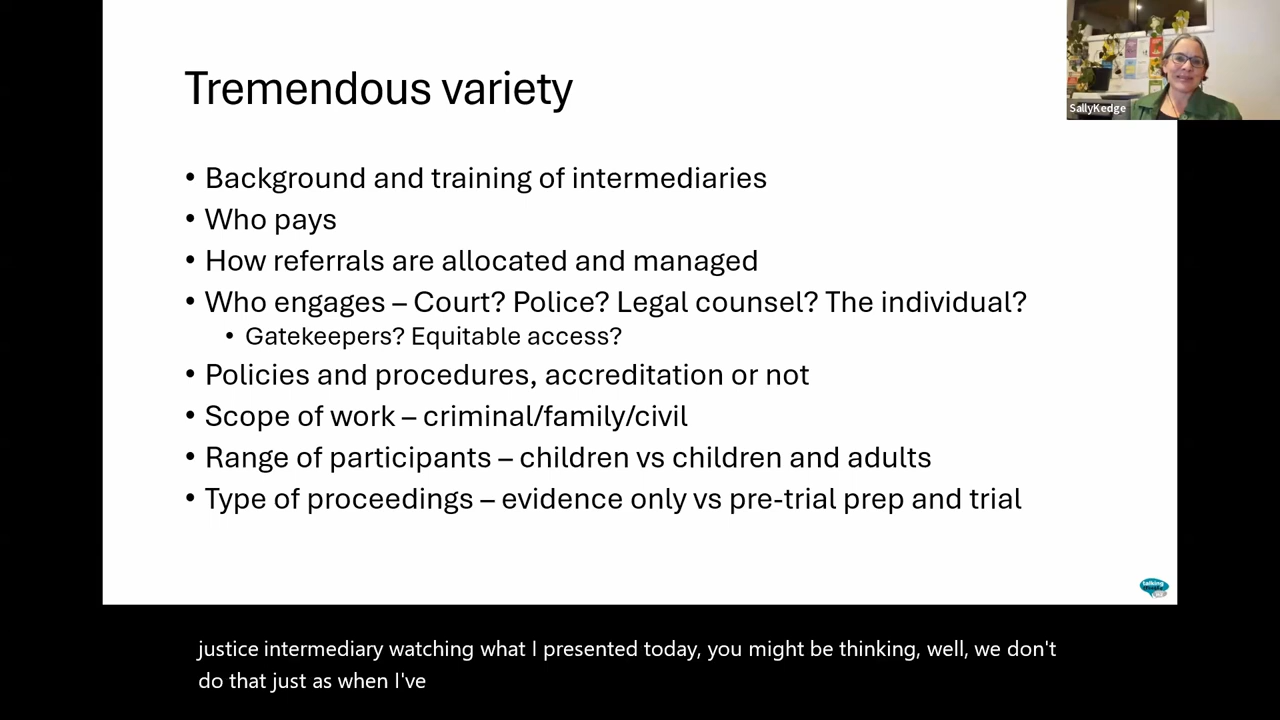 Tremendous variety
SallyKedge
• Background and training of intermediaries
• Who pays
• How referrals are allocated and managed
• Who engages – Court? Police? Legal counsel? The individual?
• Gatekeepers? Equitable access?
• Policies and procedures, accreditation or not
• Scope of work – criminal/family/civil
• Range of participants – children vs children and adults
• Type of proceedings – evidence only vs pre-trial prep and trial
talking
justice intermediary watching what I presented today, you might be thinking, well, we don't
do that just as when I've